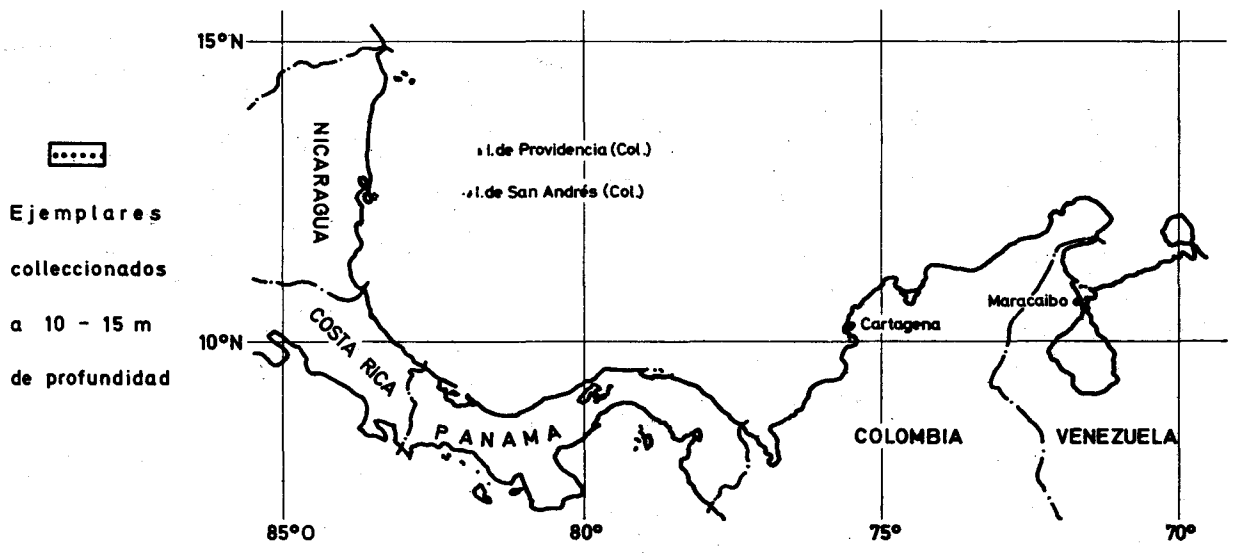 15°N
NICARAGUA
I. de Providencia (Col.)
I. de San Andrés (Col.)
Ejemplares
colleccionados
a 10 - 15 m
de profundidad
COSTA RICA
Maracaibo
Cartagena
10°N
PANAMA
COLOMBIA
VENEZUELA
85°O
80°
75°
70°